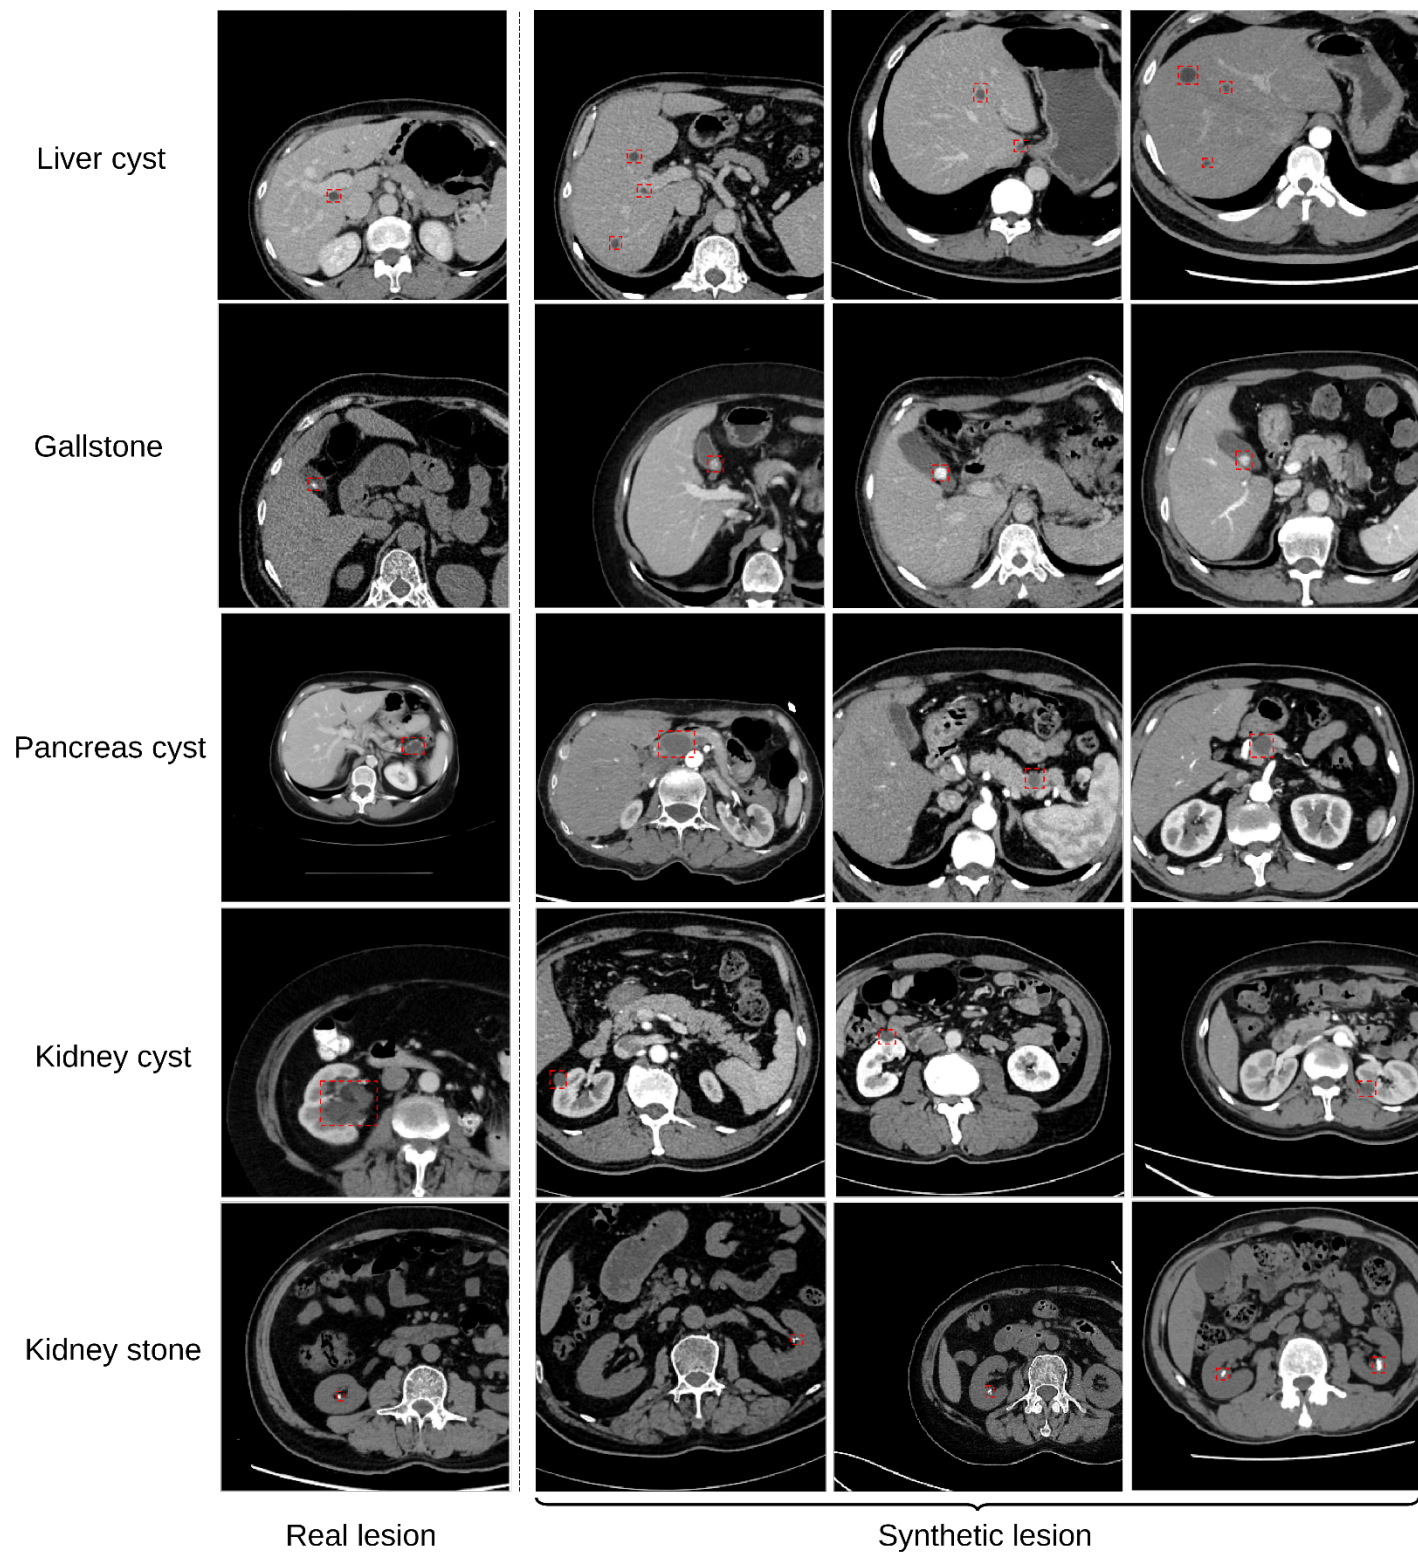 Liver cyst
Gallstone
Pancreas cyst
Kidney cyst
Kidney stone
Real lesion
Synthetic lesion